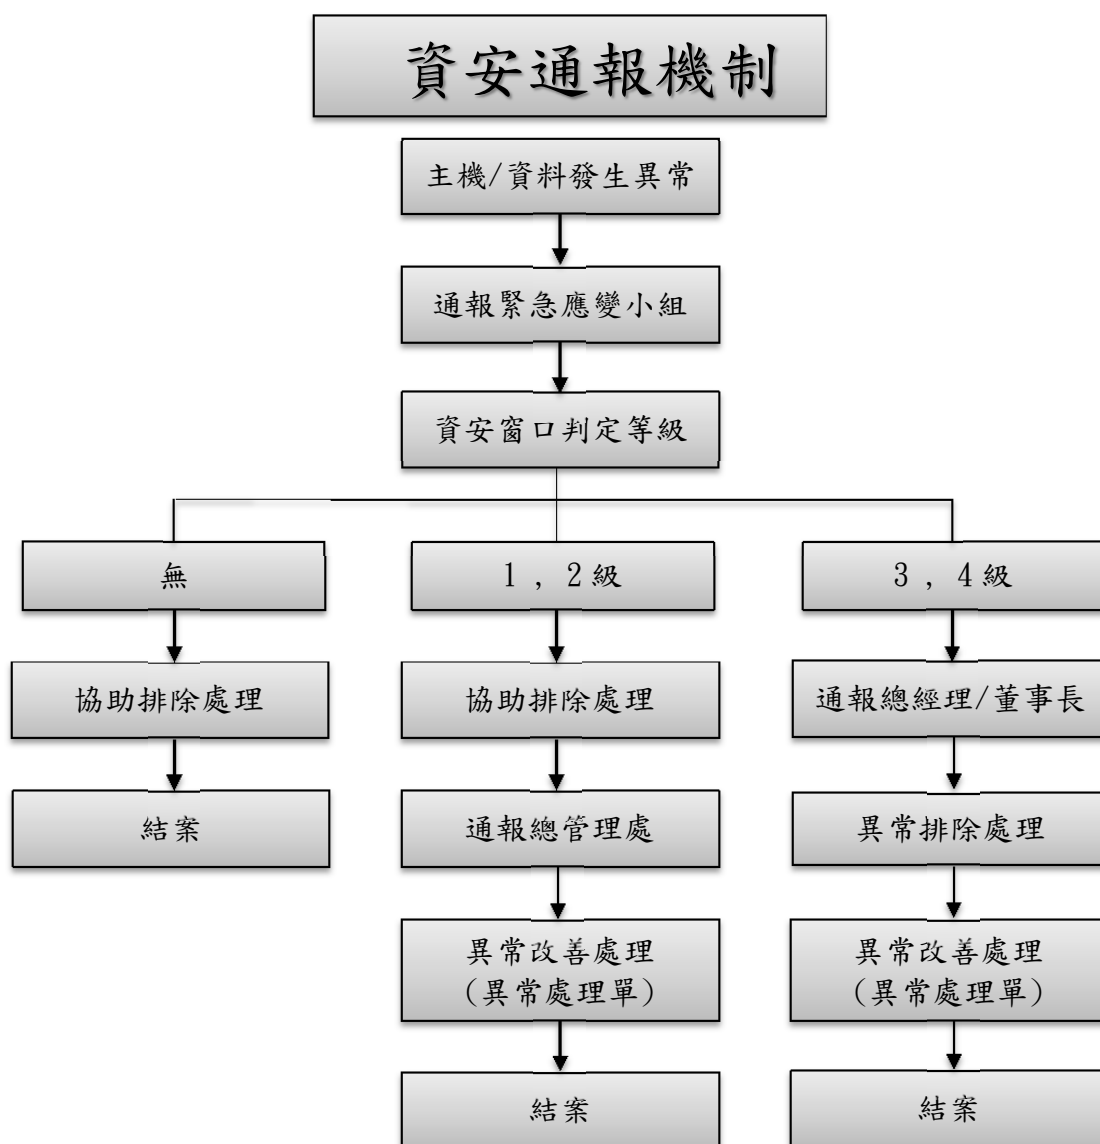 資安通報機制
主機/資料發生異常
通報緊急應變小組
資安窗口判定等級
無
1 , 2級
3 , 4級
協助排除處理
協助排除處理
通報總經理/董事長
結案
通報總管理處
異常排除處理
異常改善處理
(異常處理單)
異常改善處理
(異常處理單)
結案
結案